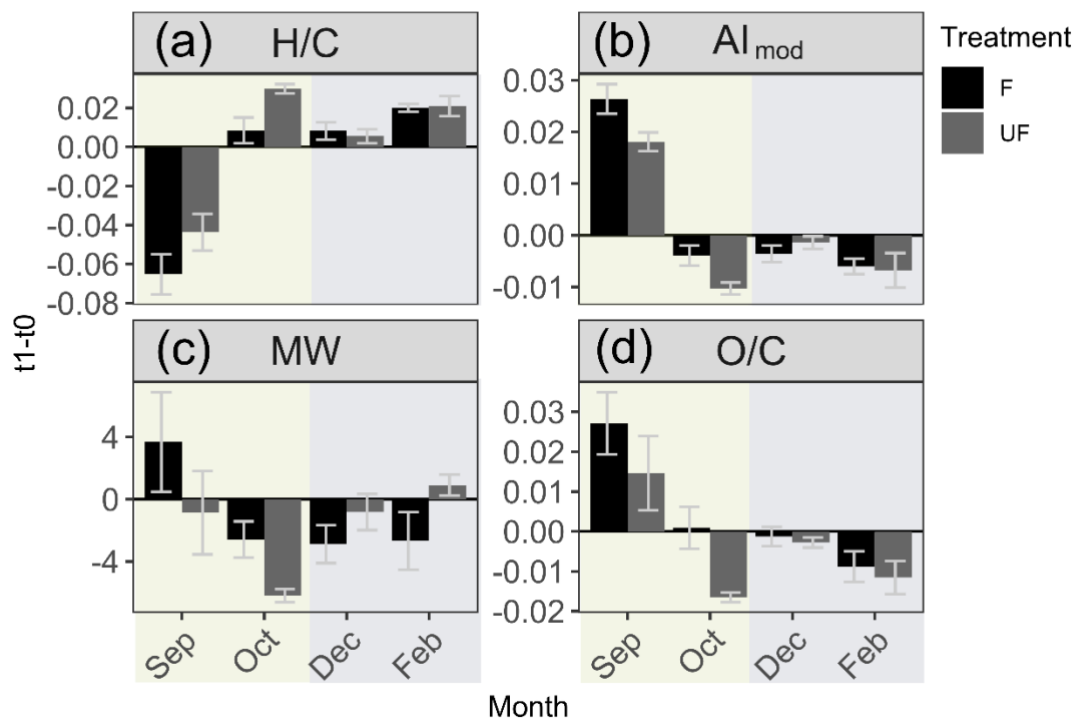 (a) H/C
(b) AI mod
Treatment
F
UF
0.02
0.00
-0.02
-0.04
-0.06
-0.08
0.03
0.02
0.01
0.00
-0.01
(c) MW
(d) O/C
4
0
-4
0.03
0.02
0.01
0.00
-0.01
-0.02
t1-t0
Sep Oct Dec Feb
Sep Oct Dec Feb
Month